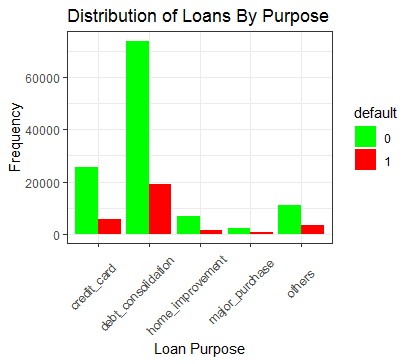 Distribution of Loans By Purpose
Frequency
60000
40000
20000
0
default
0
1
credit_card
debt_consolidation
home_improvement
major_purchase
others
Loan Purpose